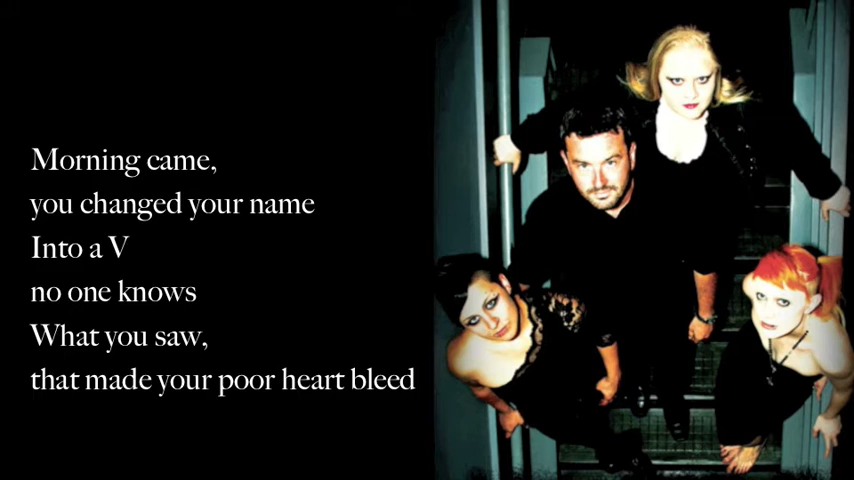 Morning came,
you changed your name
Into a V
no one knows
What you saw,
that made your poor heart bleed